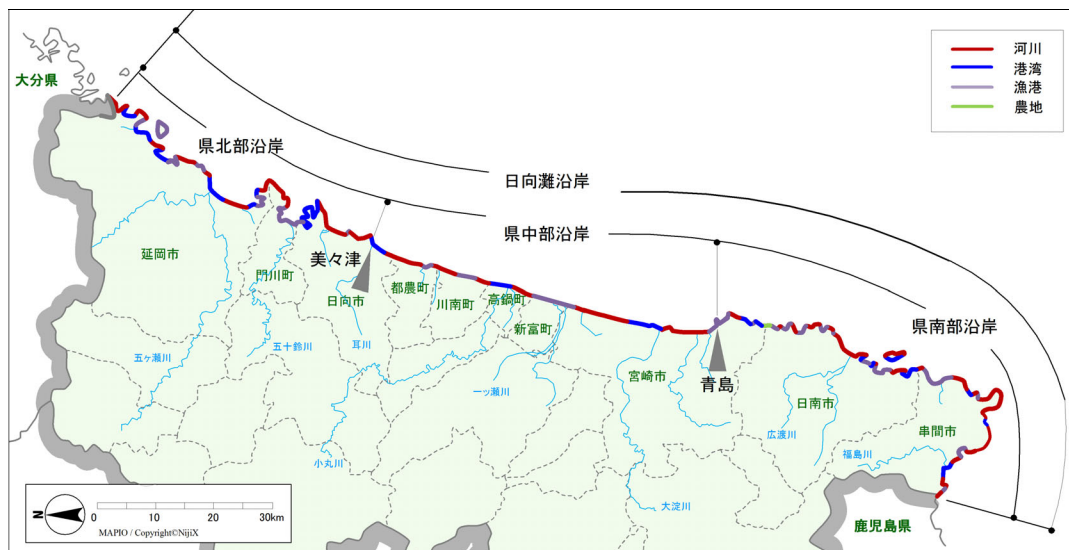 大分県
河川
港湾
漁港
農地
県北部沿岸
日向灘沿岸
県中部沿岸
県南部沿岸
延岡市
門川町
美々津
日向市
都農町
川南町
高鍋町
新富町
宮崎市
青島
日南市
串間市
五ヶ瀬川
五十鈴川
耳川
小丸川
一ッ瀬川
大淀川
広渡川
福島川
鹿児島県
N
0 10 20 30km
MAPIO / Copyright©NijiX